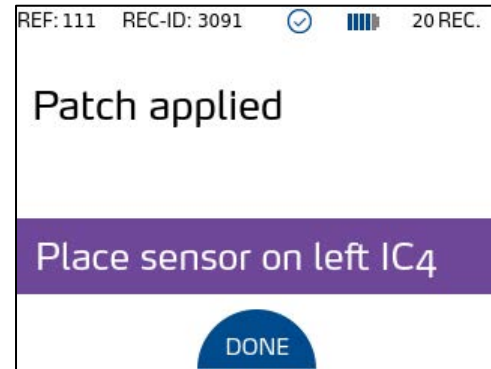 REF: 111 REC-ID: 3091 20 REC.
Patch applied
Place sensor on left IC4
DONE